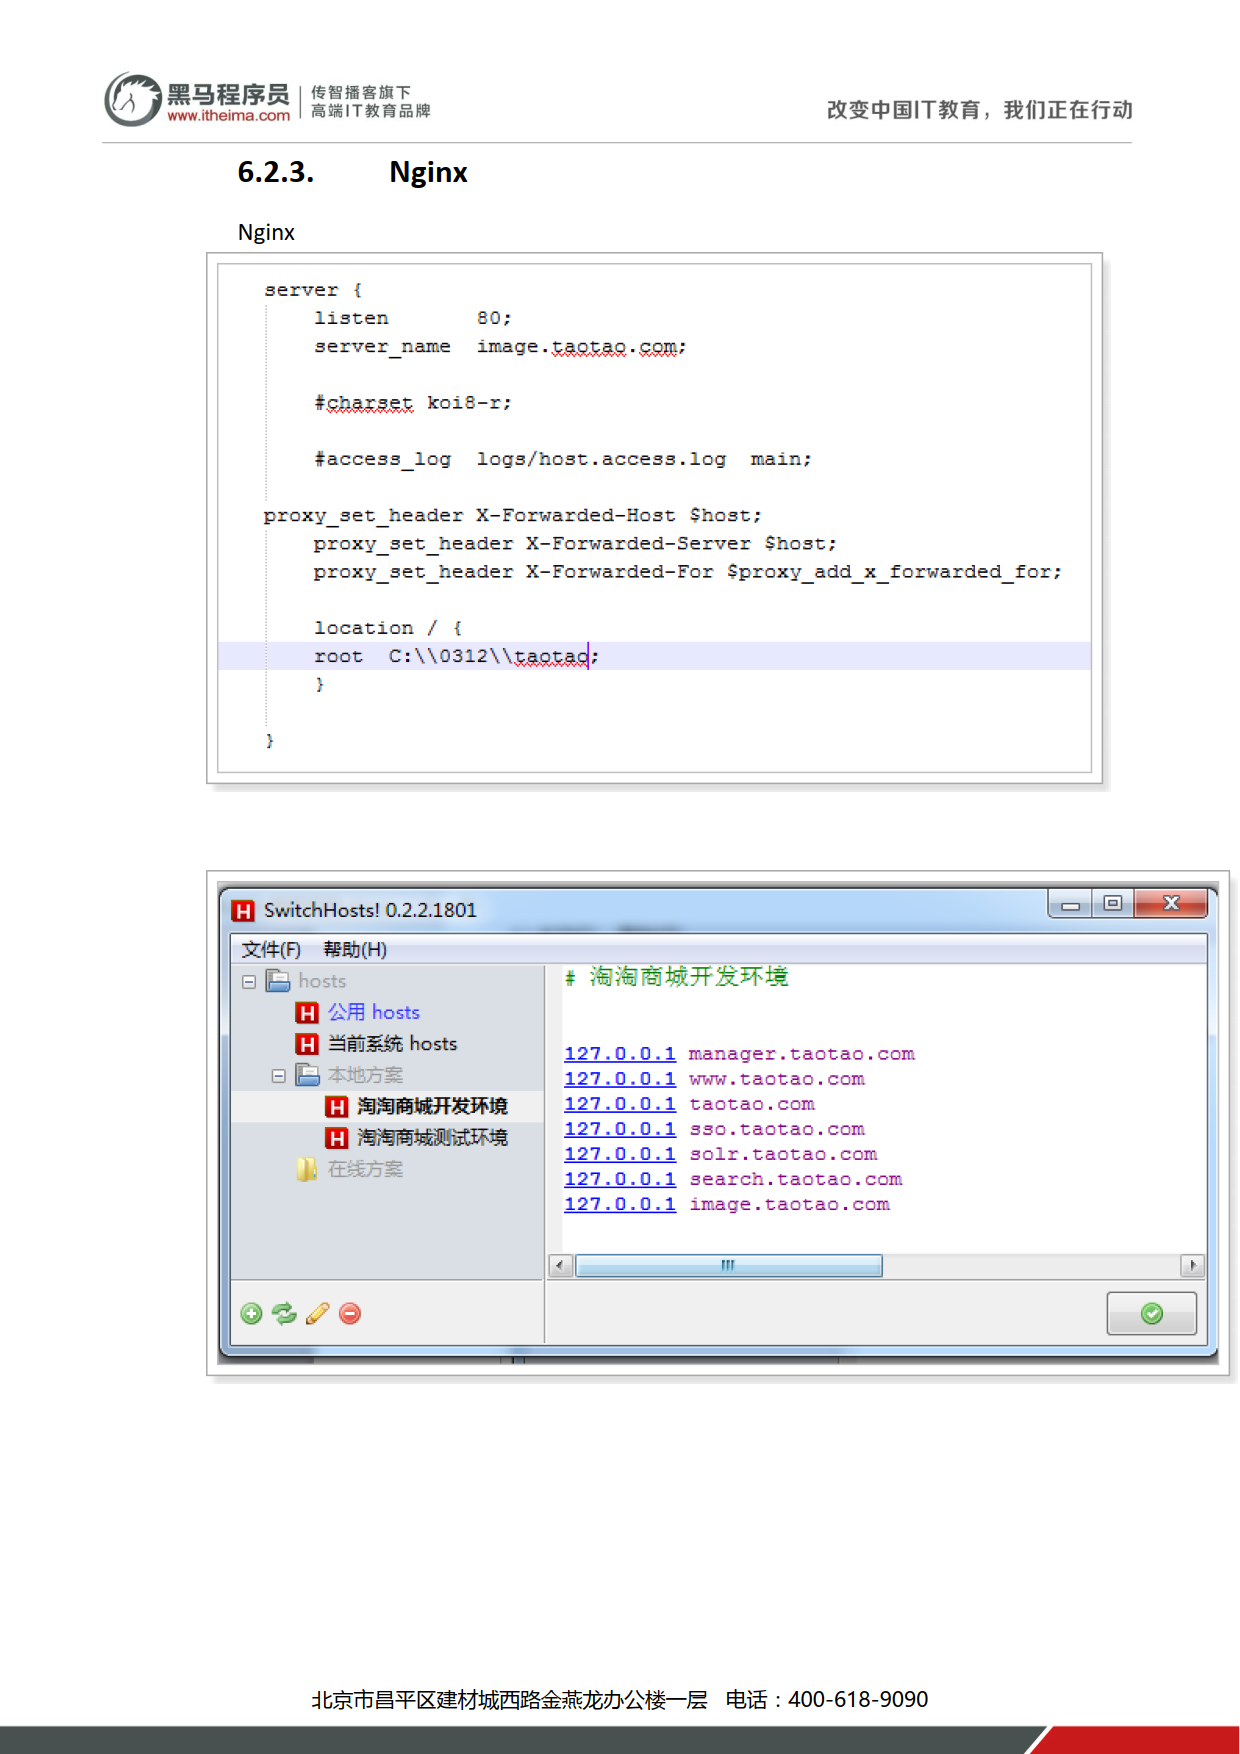 黑马程序员
www.itheima.com
传智播客旗下
高端IT教育品牌
改变中国IT教育，我们正在行动
6.2.3. Nginx
Nginx
server {
listen 80;
server_name image.taotao.com;
#charset koi8-r;
#access_log logs/host.access.log main;
proxy_set_header X-Forwarded-Host $host;
proxy_set_header X-Forwarded-Server $host;
proxy_set_header X-Forwarded-For $proxy_add_x_forwarded_for;
location / {
root C:\\0312\\taotao;
}
}
SwitchHosts! 0.2.2.1801
文件(F) 帮助(H)
hosts
公用 hosts
当前系统 hosts
本地方案
淘淘商城开发环境
淘淘商城测试环境
在线方案
# 淘淘商城开发环境
127.0.0.1 manager.taotao.com
127.0.0.1 www.taotao.com
127.0.0.1 taotao.com
127.0.0.1 sso.taotao.com
127.0.0.1 solr.taotao.com
127.0.0.1 search.taotao.com
127.0.0.1 image.taotao.com
北京市昌平区建材城西路金燕龙办公楼一层 电话：400-618-9090